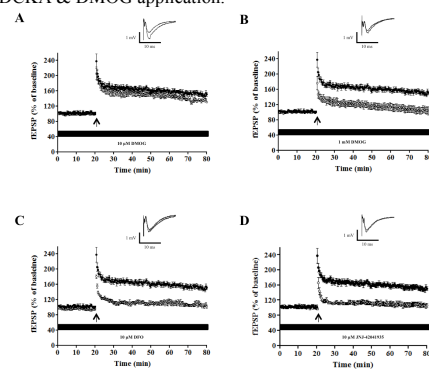 DCKA & DMOG application.
A
B
1 mV
10 ms
1 mV
10 ms
fEPSP (% of baseline)
240
200
160
120
80
40
0
10 µM DMOG
0 10 20 30 40 50 60 70 80
Time (min)
fEPSP (% of baseline)
240
200
160
120
80
40
0
1 mM DMOG
0 10 20 30 40 50 60 70 80
Time (min)
C
D
1 mV
10 ms
1 mV
10 ms
fEPSP (% of baseline)
240
200
160
120
80
40
0
10 µM DFO
0 10 20 30 40 50 60 70 80
Time (min)
fEPSP (% of baseline)
240
200
160
120
80
40
0
10 µM JNJ-42041935
0 10 20 30 40 50 60 70 80
Time (min)